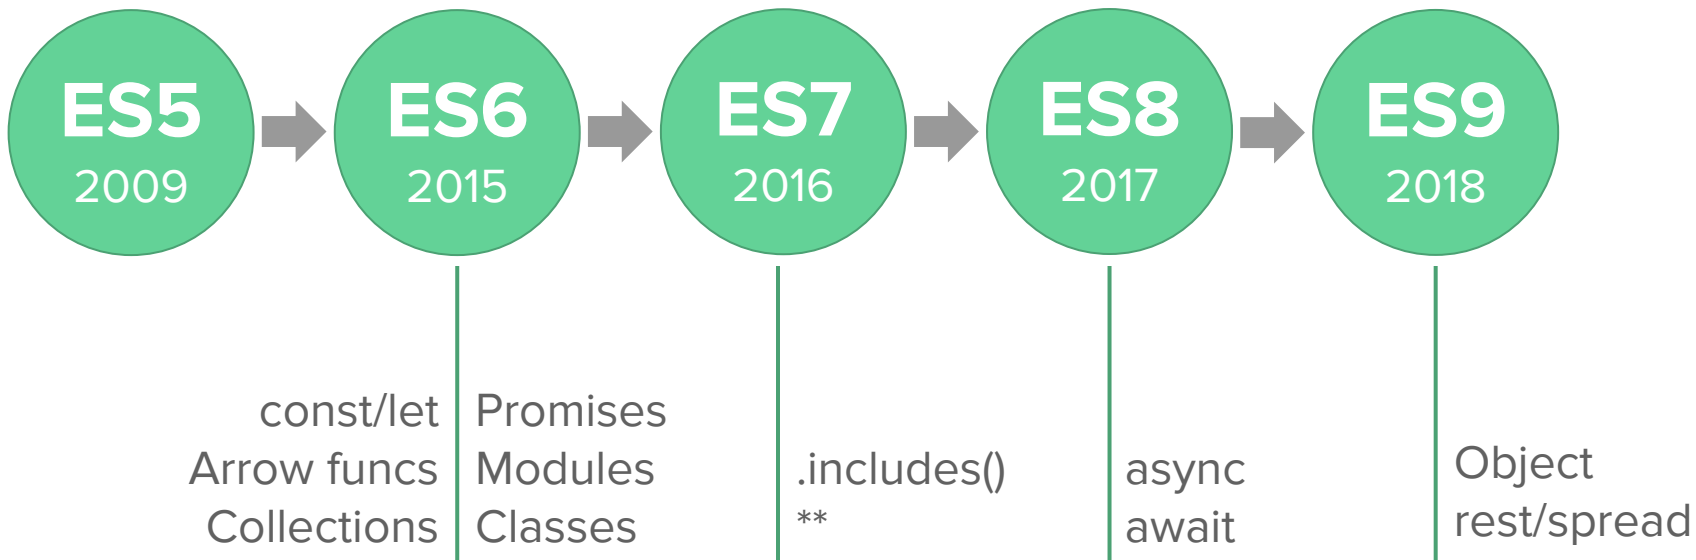 ES5
2009
ES6
2015
ES7
2016
ES8
2017
ES9
2018
const/let
Arrow funcs
Collections
Promises
Modules
Classes
.includes()
**
async
await
Object
rest/spread